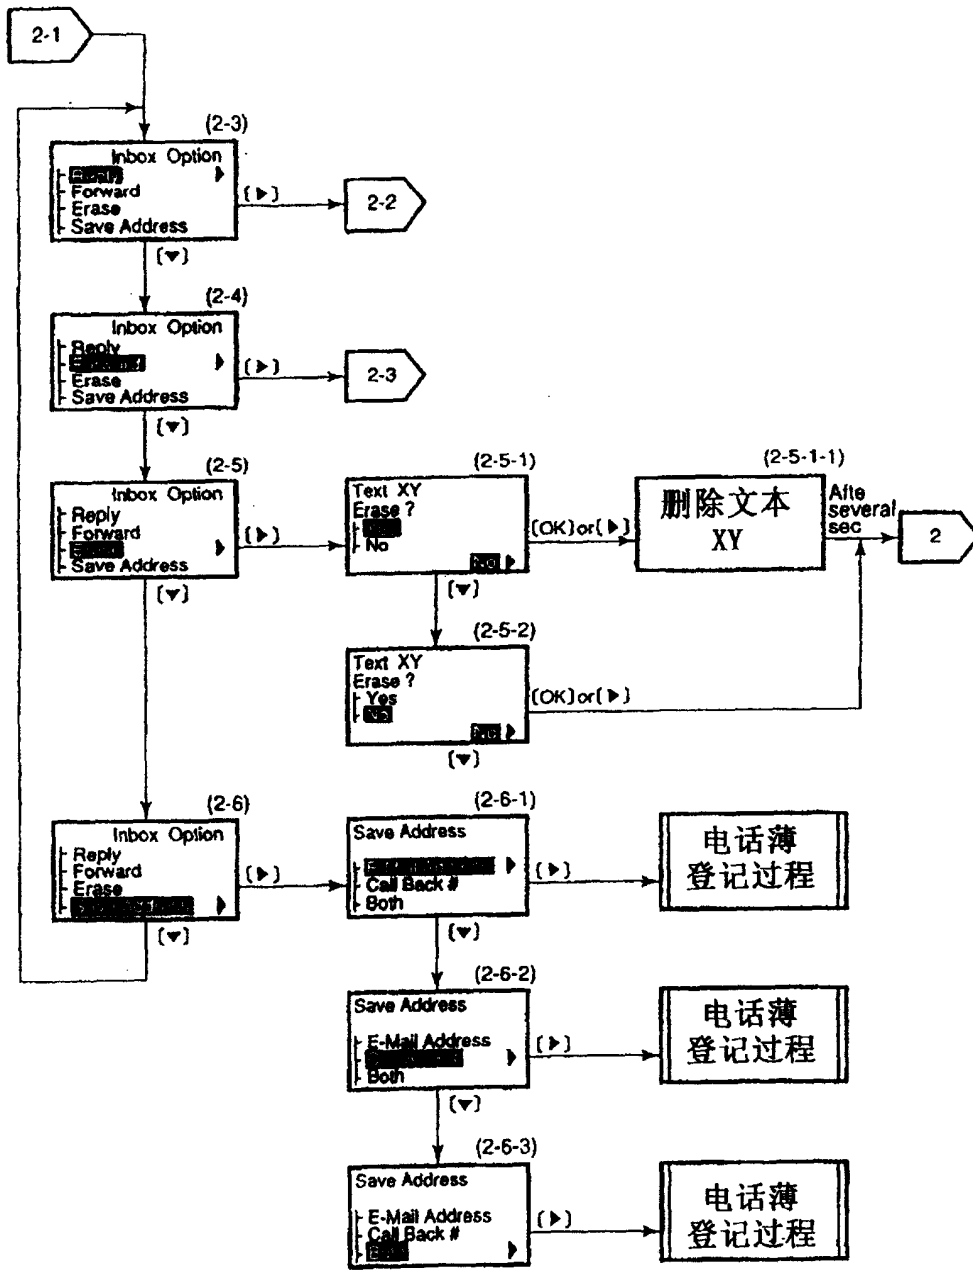 2-1
(2-3)
Inbox Option
Reply
Forward
Erase
Save Address
[▶]
2-2
[▼]
(2-4)
Inbox Option
Reply
Erase
Save Address
[▶]
2-3
[▼]
(2-5)
Inbox Option
Reply
Forward
Save Address
[▶]
[▼]
(2-5-1)
Text XY
Erase ?
No
No ▶
[OK] or [▶]
[▼]
(2-5-1-1)
删除文本
XY
Afte
several
sec
2
(2-5-2)
Text XY
Erase ?
Yes
No
No ▶
[OK] or [▶]
[▼]
(2-6)
Inbox Option
Reply
Forward
Erase
[▶]
[▼]
(2-6-1)
Save Address
Call Back #
Both
[▶]
[▼]
电话薄
登记过程
(2-6-2)
Save Address
E-Mail Address
Both
[▶]
[▼]
电话薄
登记过程
(2-6-3)
Save Address
E-Mail Address
Call Back #
[▶]
电话薄
登记过程